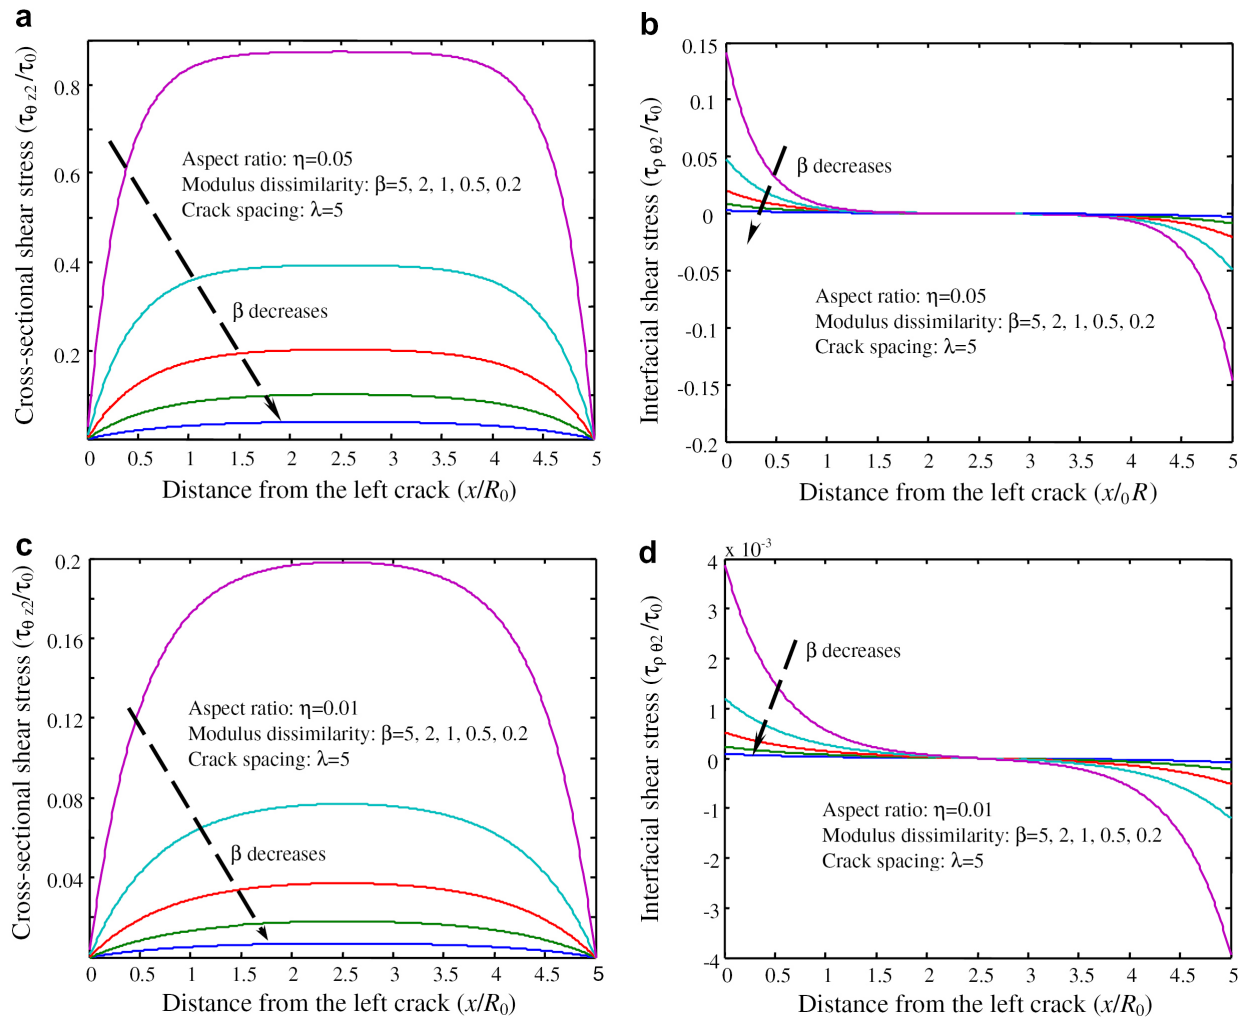 a
Cross-sectional shear stress (τθ z2/τ0)
0.8
0.6
0.4
0.2
Aspect ratio: η=0.05
Modulus dissimilarity: β=5, 2, 1, 0.5, 0.2
Crack spacing: λ=5
β decreases
0 0.5 1 1.5 2 2.5 3 3.5 4 4.5 5
Distance from the left crack (x/R0)
b
Interfacial shear stress (τρ θ2/τ0)
0.15
0.1
0.05
0
-0.05
-0.1
-0.15
-0.2
β decreases
Aspect ratio: η=0.05
Modulus dissimilarity: β=5, 2, 1, 0.5, 0.2
Crack spacing: λ=5
0 0.5 1 1.5 2 2.5 3 3.5 4 4.5 5
Distance from the left crack (x/0R)
c
Cross-sectional shear stress (τθ z2/τ0)
0.2
0.16
0.12
0.08
0.04
Aspect ratio: η=0.01
Modulus dissimilarity: β=5, 2, 1, 0.5, 0.2
Crack spacing: λ=5
β decreases
0 0.5 1 1.5 2 2.5 3 3.5 4 4.5 5
Distance from the left crack (x/R0)
d
Interfacial shear stress (τρ θ2/τ0)
x 10-3
4
3
2
1
0
-1
-2
-3
-4
β decreases
Aspect ratio: η=0.01
Modulus dissimilarity: β=5, 2, 1, 0.5, 0.2
Crack spacing: λ=5
0 0.5 1 1.5 2 2.5 3 3.5 4 4.5 5
Distance from the left crack (x/R0)